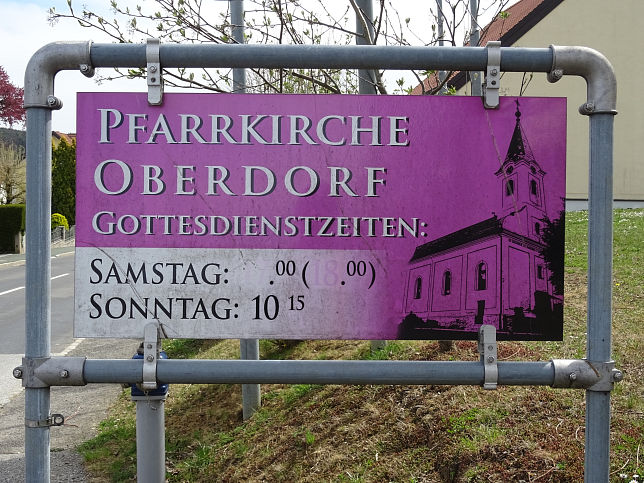 PFARRKIRCHE
OBERDORF
GOTTESDIENSTZEITEN:
SAMSTAG: .00 (18.00)
SONNTAG: 10 15